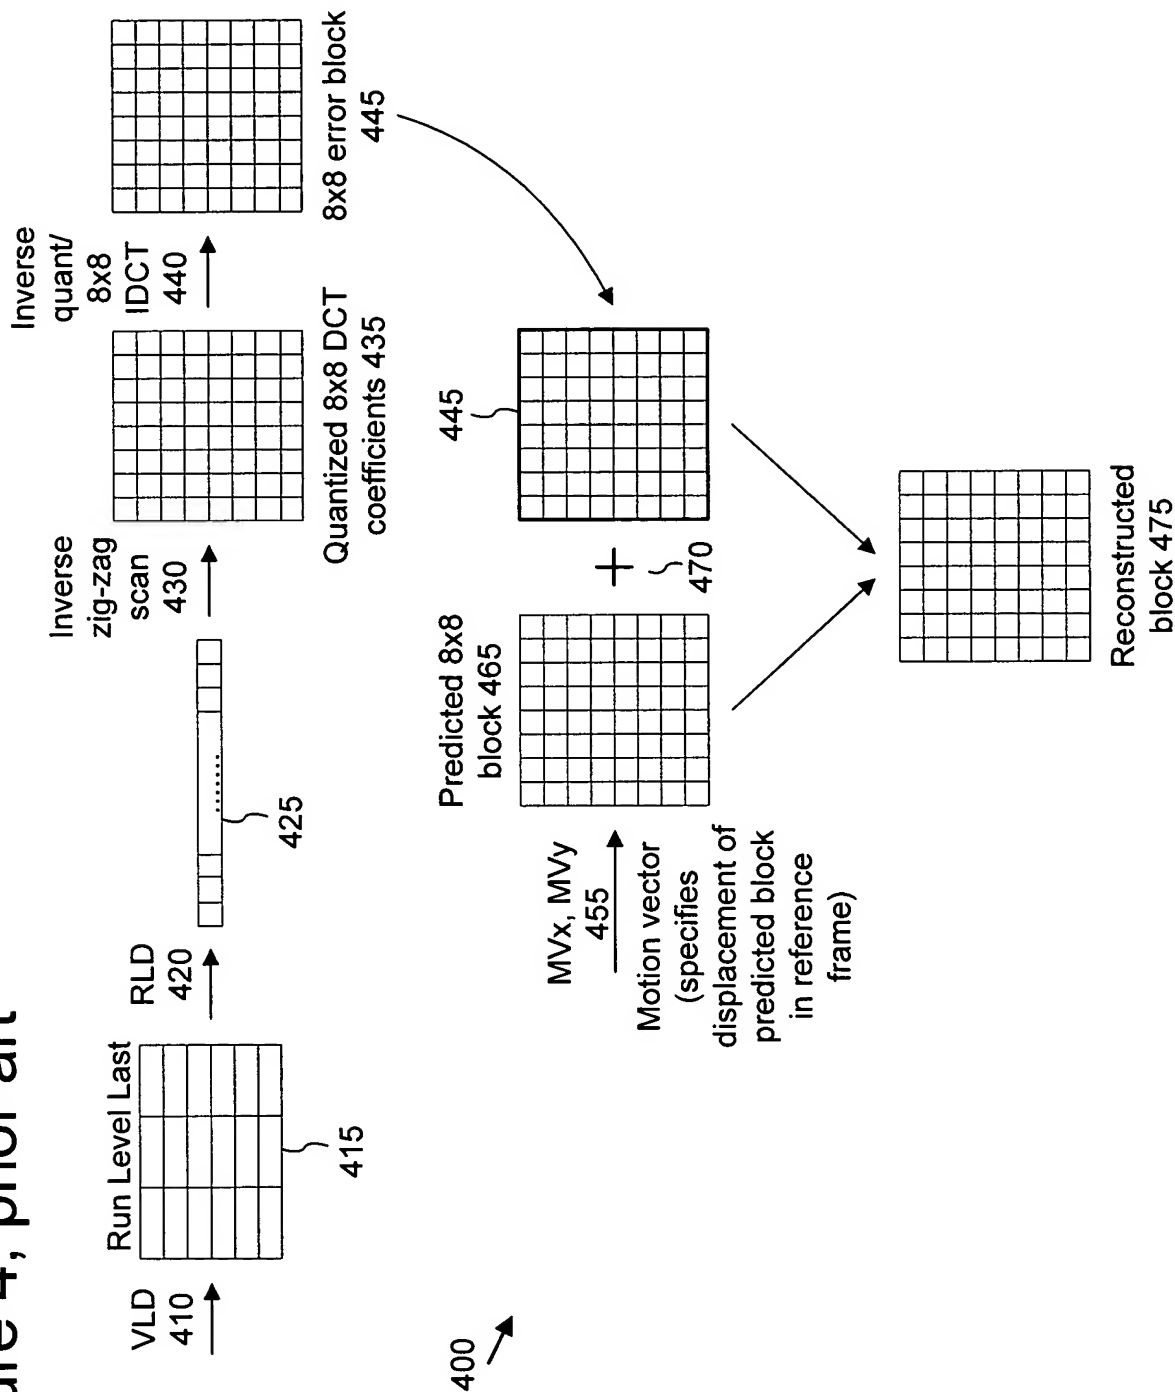 4, prior art
VLD
410
Run Level Last
415
RLD
420
425
Inverse
zig-zag
scan
430
Quantized 8x8 DCT
coefficients 435
Inverse
quant/
8x8
IDCT
440
8x8 error block
445
MVx, MVy
455
Motion vector
(specifies
displacement of
predicted block
in reference
frame)
Predicted 8x8
block 465
+
470
445
Reconstructed
block 475
400